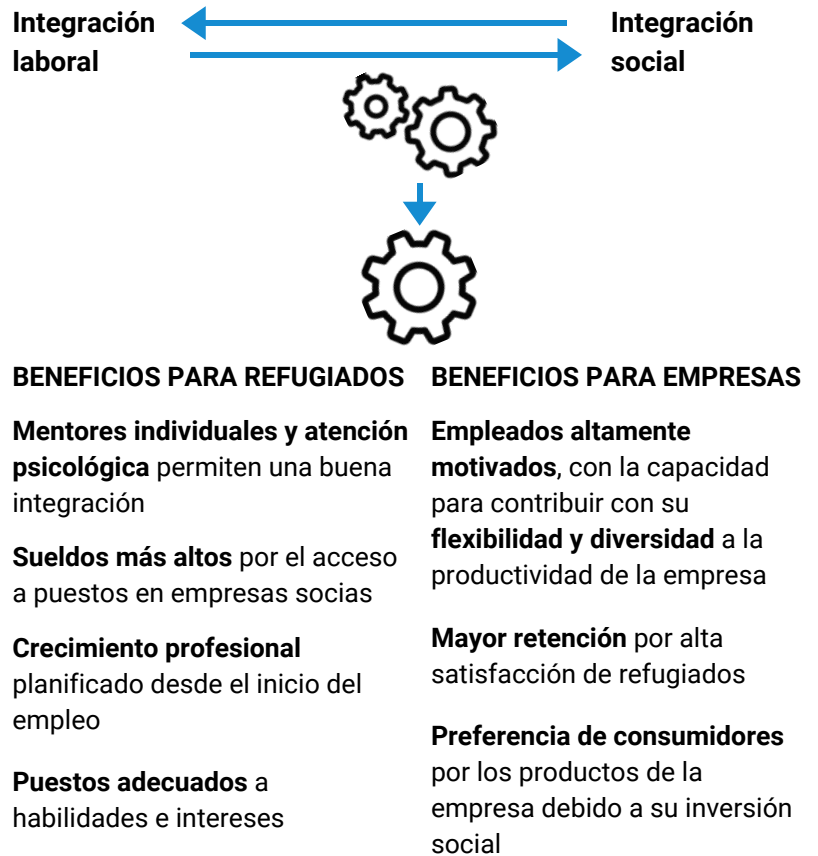 Integración
laboral
Integración
social
BENEFICIOS PARA REFUGIADOS
Mentores individuales y atención
psicológica permiten una buena
integración
Sueldos más altos por el acceso
a puestos en empresas socias
Crecimiento profesional
planificado desde el inicio del
empleo
Puestos adecuados a
habilidades e intereses
BENEFICIOS PARA EMPRESAS
Empleados altamente
motivados, con la capacidad
para contribuir con su
flexibilidad y diversidad a la
productividad de la empresa
Mayor retención por alta
satisfacción de refugiados
Preferencia de consumidores
por los productos de la
empresa debido a su inversión
social